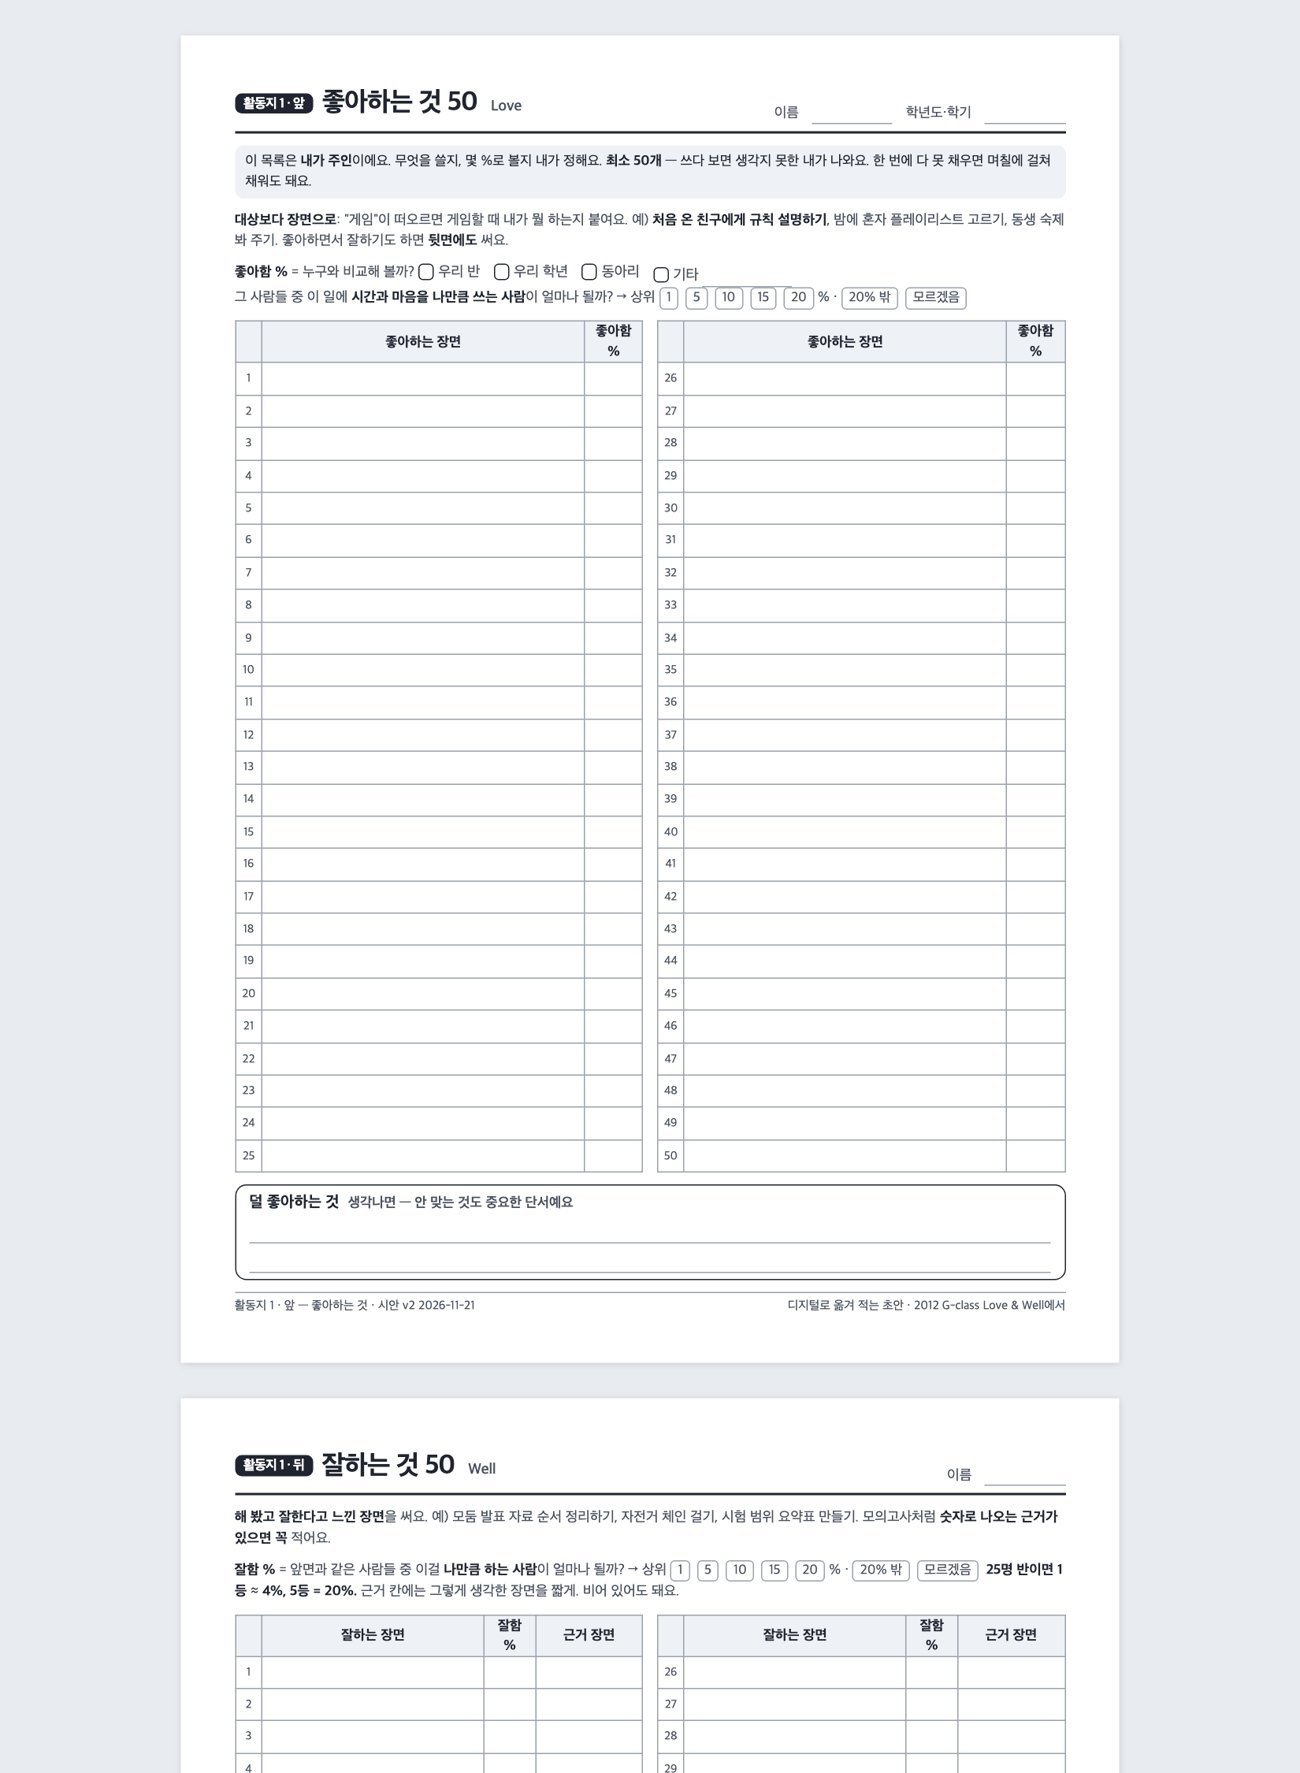 활동지 1 · 앞 좋아하는 것 50 Love 이름 학년도·학기
이 목록은 내가 주인이에요. 무엇을 쓸지, 몇 %로 볼지 내가 정해요. 최소 50개 — 쓰다 보면 생각지 못한 내가 나와요. 한 번에 다 못 채우면 며칠에 걸쳐
채워도 돼요.
대상보다 장면으로: "게임"이 떠오르면 게임할 때 내가 뭘 하는지 붙여요. 예) 처음 온 친구에게 규칙 설명하기, 밤에 혼자 플레이리스트 고르기, 동생 숙제
봐 주기. 좋아하면서 잘하기도 하면 뒷면에도 써요.
좋아함 % = 누구와 비교해 볼까? 우리 반 우리 학년 동아리 기타
그 사람들 중 이 일에 시간과 마음을 나만큼 쓰는 사람이 얼마나 될까? → 상위 1 5 10 15 20 % · 20% 밖 모르겠음
좋아하는 장면 좋아함 % 좋아하는 장면 좋아함 %
1 26
2 27
3 28
4 29
5 30
6 31
7 32
8 33
9 34
10 35
11 36
12 37
13 38
14 39
15 40
16 41
17 42
18 43
19 44
20 45
21 46
22 47
23 48
24 49
25 50
덜 좋아하는 것 생각나면 — 안 맞는 것도 중요한 단서예요
활동지 1 · 앞 — 좋아하는 것 · 시안 v2 2026-11-21 디지털로 옮겨 적는 초안 · 2012 G-class Love & Well에서
활동지 1 · 뒤 잘하는 것 50 Well 이름
해 봤고 잘한다고 느낀 장면을 써요. 예) 모둠 발표 자료 순서 정리하기, 자전거 체인 걸기, 시험 범위 요약표 만들기. 모의고사처럼 숫자로 나오는 근거가
있으면 꼭 적어요.
잘함 % = 앞면과 같은 사람들 중 이걸 나만큼 하는 사람이 얼마나 될까? → 상위 1 5 10 15 20 % · 20% 밖 모르겠음 25명 반이면 1
등 ≈ 4%, 5등 = 20%. 근거 칸에는 그렇게 생각한 장면을 짧게. 비어 있어도 돼요.
잘하는 장면 잘함 % 근거 장면 잘하는 장면 잘함 % 근거 장면
1 26
2 27
3 28
4 29